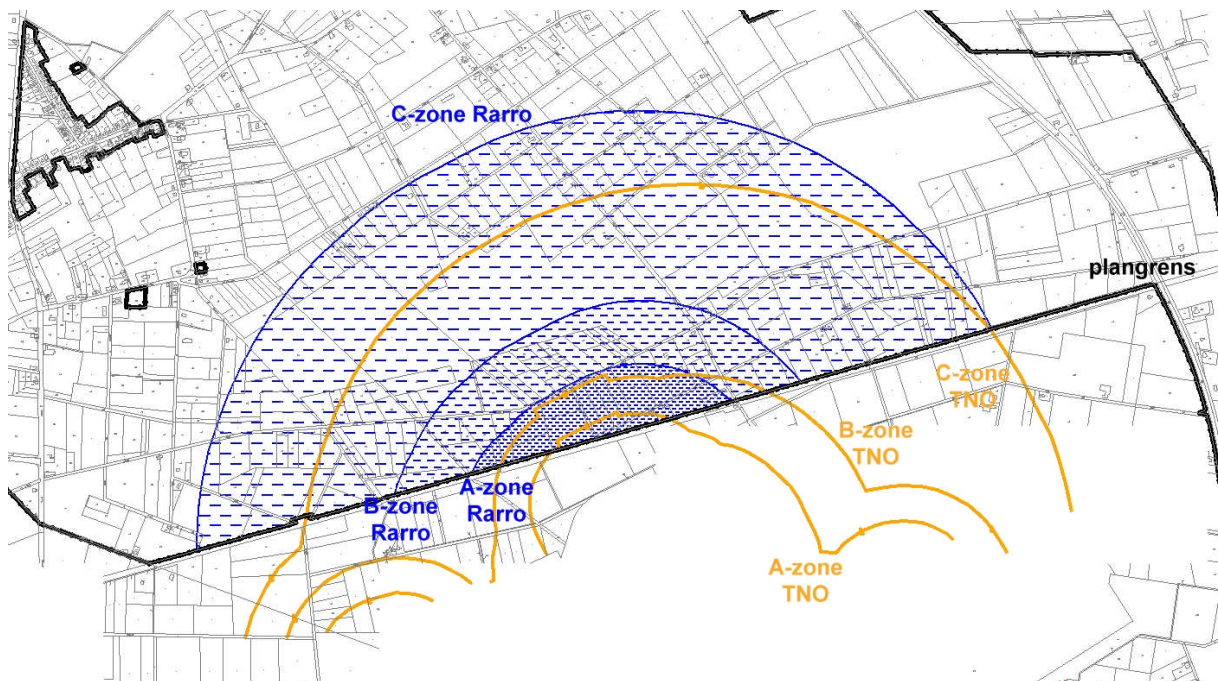 C-zone Rarro
plangrens
C-zone
TNO
B-zone
TNO
A-zone
Rarro
B-zone
Rarro
A-zone
TNO